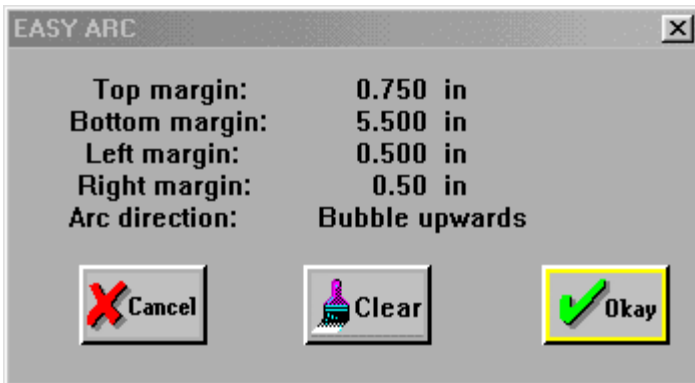 EASY ARC
Top margin: 0.750 in
Bottom margin: 5.500 in
Left margin: 0.500 in
Right margin: 0.50 in
Arc direction: Bubble upwards
Cancel Clear Okay